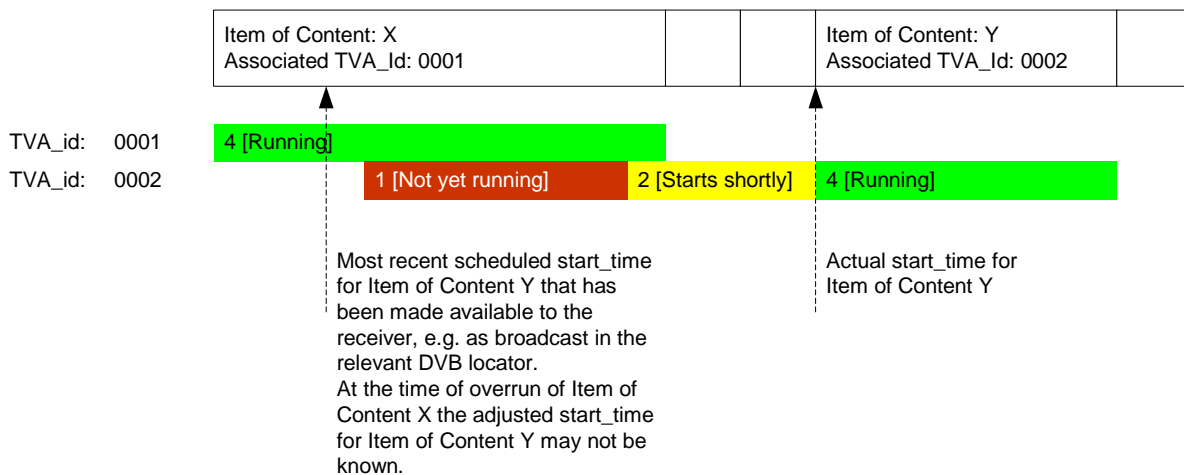 Item of Content: X
Associated TVA_Id: 0001
Item of Content: Y
Associated TVA_Id: 0002
TVA_id: 0001
4 [Running]
TVA_id: 0002
1 [Not yet running]
2 [Starts shortly]
4 [Running]
Most recent scheduled start_time
for Item of Content Y that has
been made available to the
receiver, e.g. as broadcast in the
relevant DVB locator.
At the time of overrun of Item of
Content X the adjusted start_time
for Item of Content Y may not be
known.
Actual start_time for
Item of Content Y